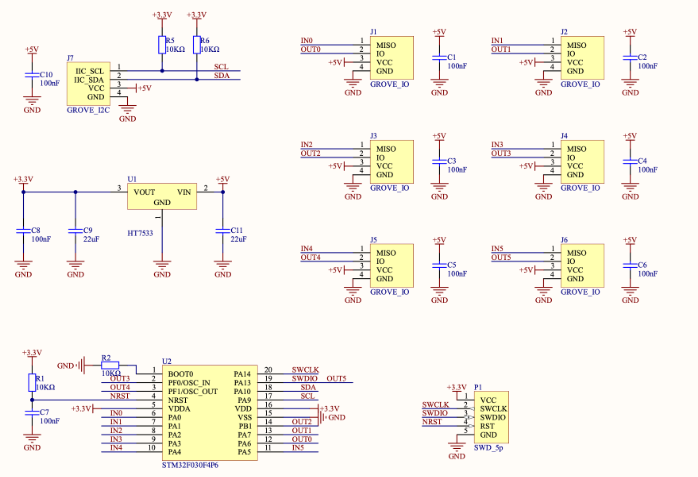 +3.3V +3.3V
+5V J7 R5 10KΩ R6 10KΩ
C10 100nF
IIC_SCL 1 SCL
IIC_SDA 2 SDA
VCC 3 +5V
GND 4
GND GROVE_I2C GND
IN0 1 MISO J1 +5V
OUT0 2 IO
+5V 3 VCC C1 100nF
4 GND
GND GROVE_IO GND
IN1 1 MISO J2 +5V
OUT1 2 IO
+5V 3 VCC C2 100nF
4 GND
GND GROVE_IO GND
IN2 1 MISO J3 +5V
OUT2 2 IO
+5V 3 VCC C3 100nF
4 GND
GND GROVE_IO GND
IN3 1 MISO J4 +5V
OUT3 2 IO
+5V 3 VCC C4 100nF
4 GND
GND GROVE_IO GND
+3.3V U1 +5V
3 VOUT VIN 2
GND
1
HT7533
C8 100nF C9 22uF C11 22uF
GND GND GND GND
IN4 1 MISO J5 +5V
OUT4 2 IO
+5V 3 VCC C5 100nF
4 GND
GND GROVE_IO GND
IN5 1 MISO J6 +5V
OUT5 2 IO
+5V 3 VCC C6 100nF
4 GND
GND GROVE_IO GND
+3.3V R2 U2
GND 10KΩ 1 BOOT0 PA14 20 SWCLK
R1 10KΩ OUT3 2 PF0/OSC_IN PA13 19 SWDIO OUT5
OUT4 3 PF1/OSC_OUT PA10 18 SDA
NRST 4 NRST PA9 17 SCL
+3.3V 5 VDDA VDD 16 +3.3V
C7 100nF IN0 6 PA0 VSS 15 GND
IN1 7 PA1 PB1 14 OUT2
IN2 8 PA2 PA7 13 OUT1
IN3 9 PA3 PA6 12 OUT0
IN4 10 PA4 PA5 11 IN5
GND STM32F030F4P6
+3.3V P1
1 VCC
SWCLK 2 SWCLK
SWDIO 3 SWDIO
NRST 4 RST
5 GND
GND SWD_5p